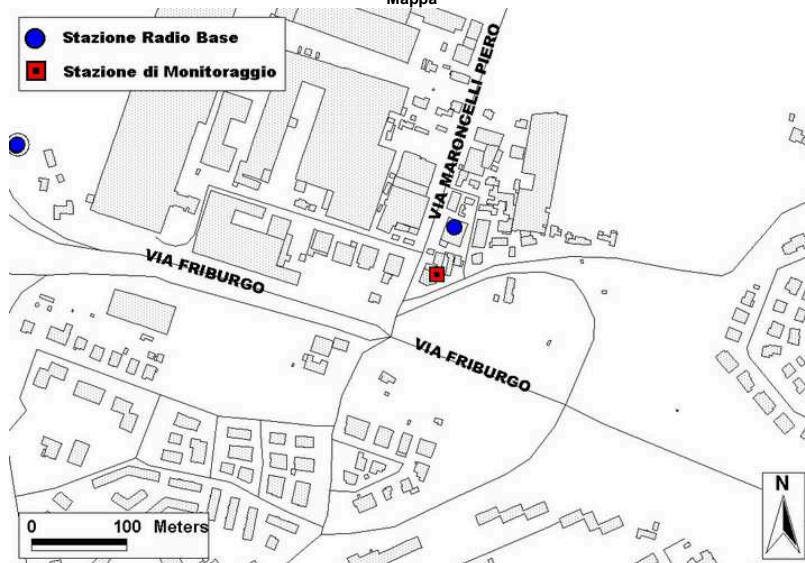 Mappa
Stazione Radio Base
Stazione di Monitoraggio
VIA MARONCELLI PIERO
VIA FRIBURGO
VIA FRIBURGO
N
0 100 Meters